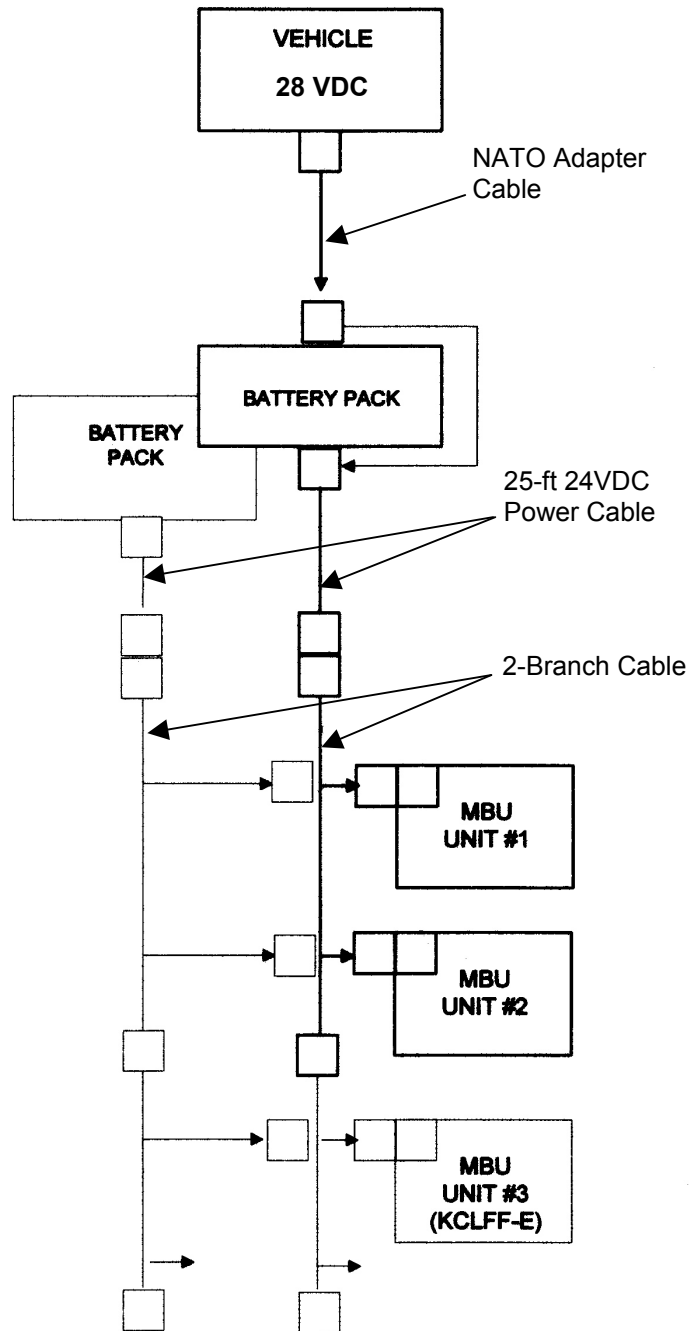 VEHICLE
28 VDC
NATO Adapter
Cable
BATTERY PACK
BATTERY
PACK
25-ft 24VDC
Power Cable
2-Branch Cable
MBU
UNIT #1
MBU
UNIT #2
MBU
UNIT #3
(KCLFF-E)